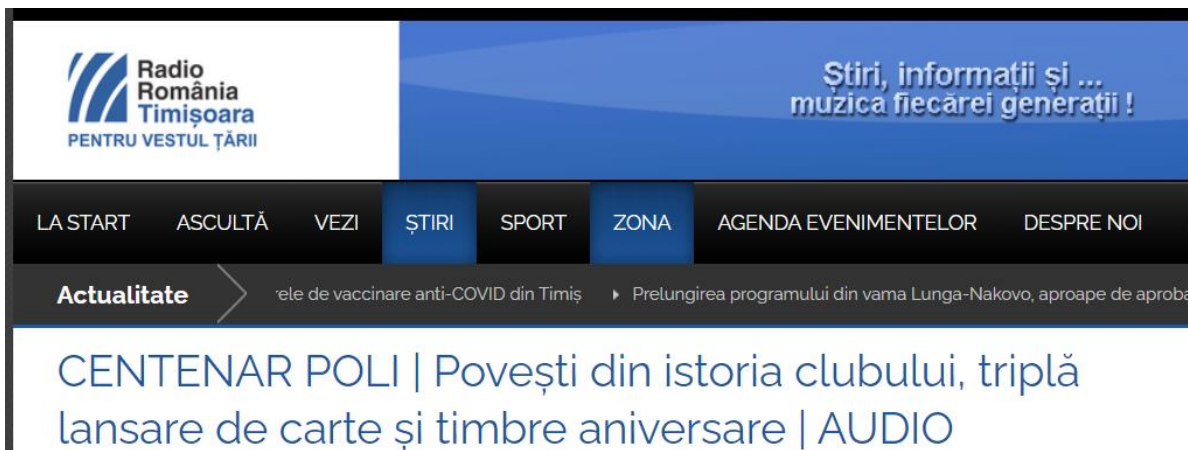 Radio
România
Timișoara
PENTRU VESTUL ȚĂRII
Știri, informații și ...
muzica fiecărei generații !
LA START ASCULTĂ VEZI ȘTIRI SPORT ZONA AGENDA EVENIMENTELOR DESPRE NOI
Actualitate de vaccinare anti-COVID din Timiș Prelungirea programului din vama Lunga-Nakovo, aproape de
CENTENAR POLI | Povești din istoria clubului, triplă
lansare de carte și timbre aniversare | AUDIO